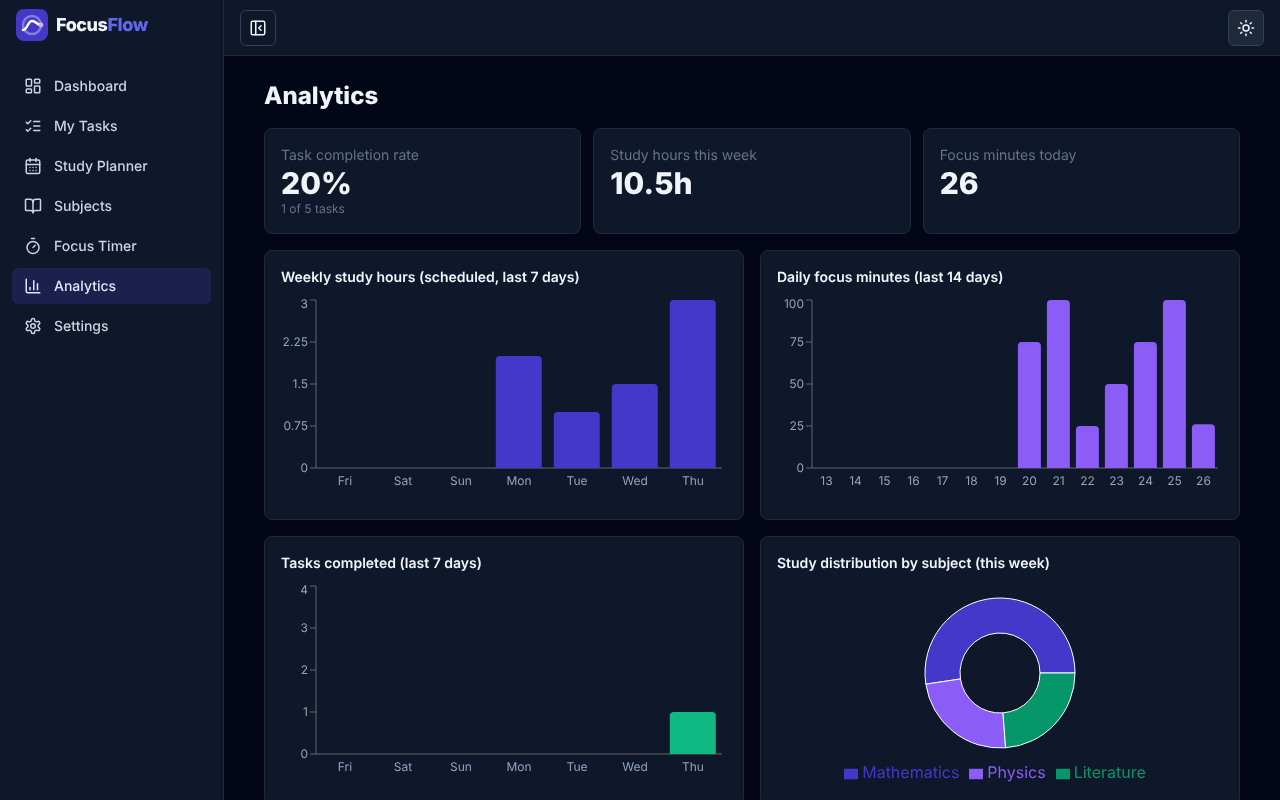 FocusFlow
Dashboard
My Tasks
Study Planner
Subjects
Focus Timer
Analytics
Settings
Analytics
Task completion rate
20%
1 of 5 tasks
Study hours this week
10.5h
Focus minutes today
26
Weekly study hours (scheduled, last 7 days)
3
2.25
1.5
0.75
0
Fri Sat Sun Mon Tue Wed Thu
Daily focus minutes (last 14 days)
100
75
50
25
0
13 14 15 16 17 18 19 20 21 22 23 24 25 26
Tasks completed (last 7 days)
4
3
2
1
0
Fri Sat Sun Mon Tue Wed Thu
Study distribution by subject (this week)
Mathematics Physics Literature